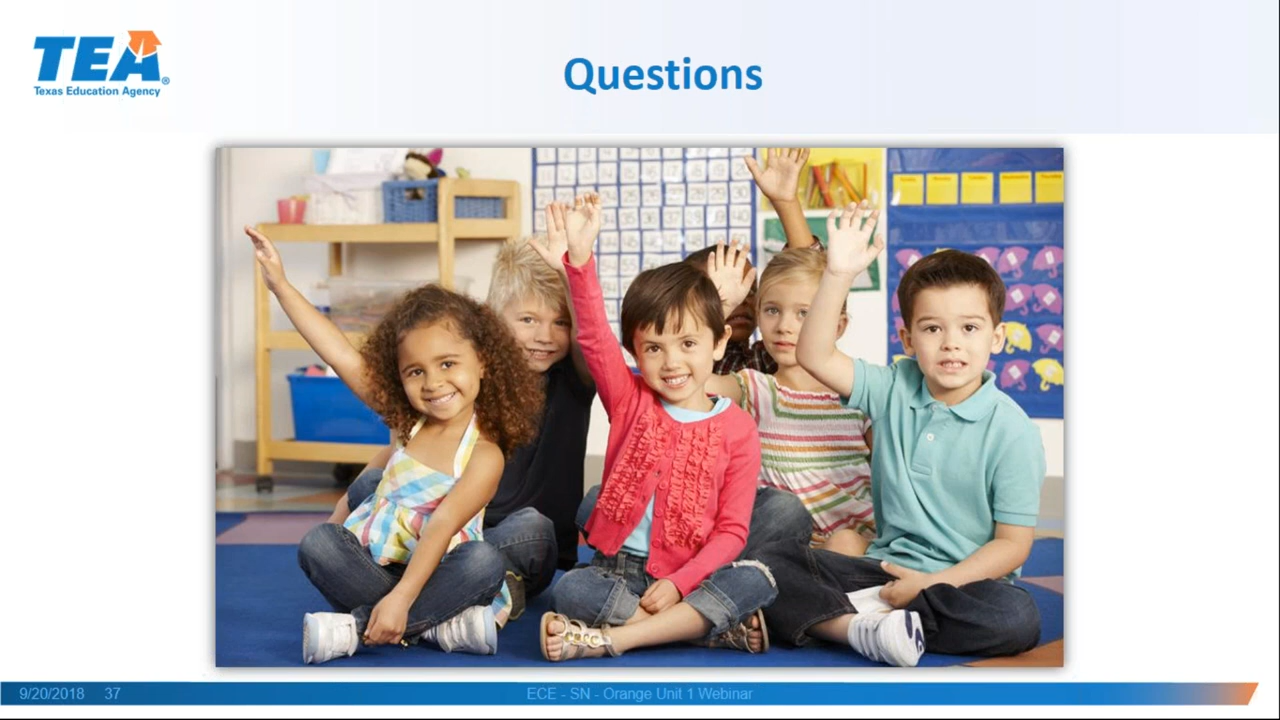 TEA®
Texas Education Agency
Questions
9/20/2018 37 ECE - SN - Orange Unit 1 Webinar